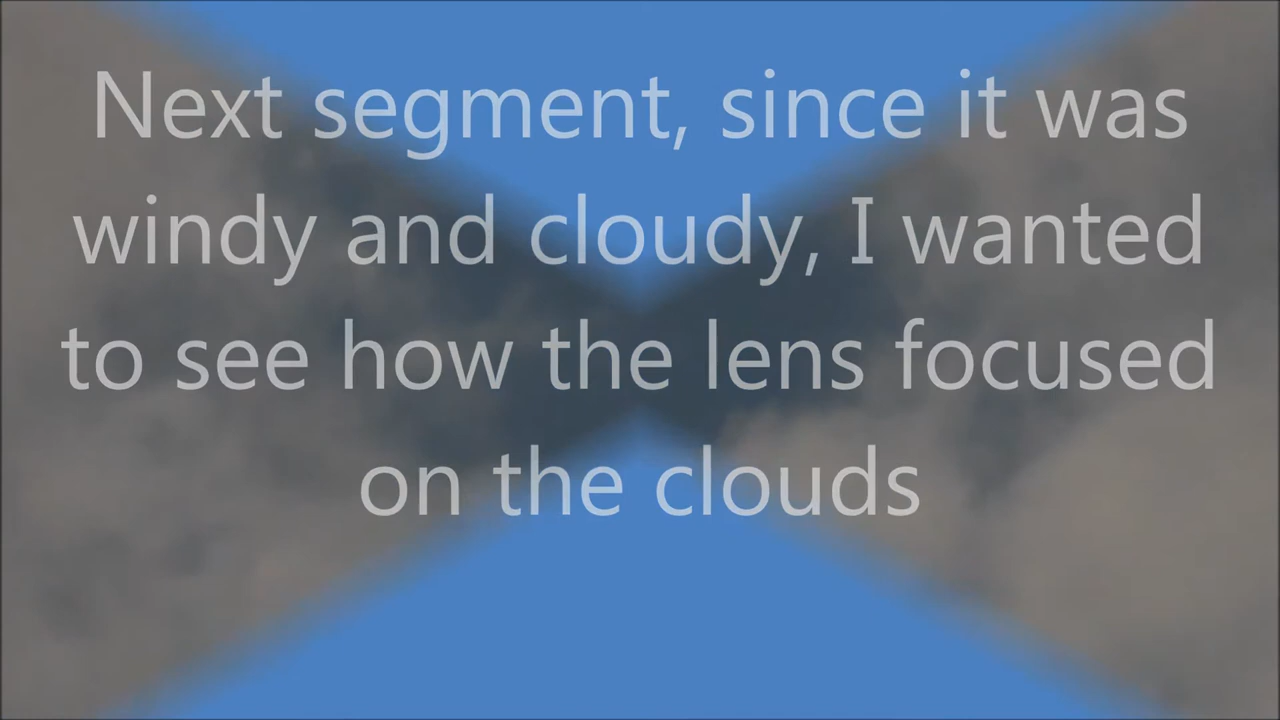 Next segment, since it was
windy and cloudy, I wanted
to see how the lens focused
on the clouds